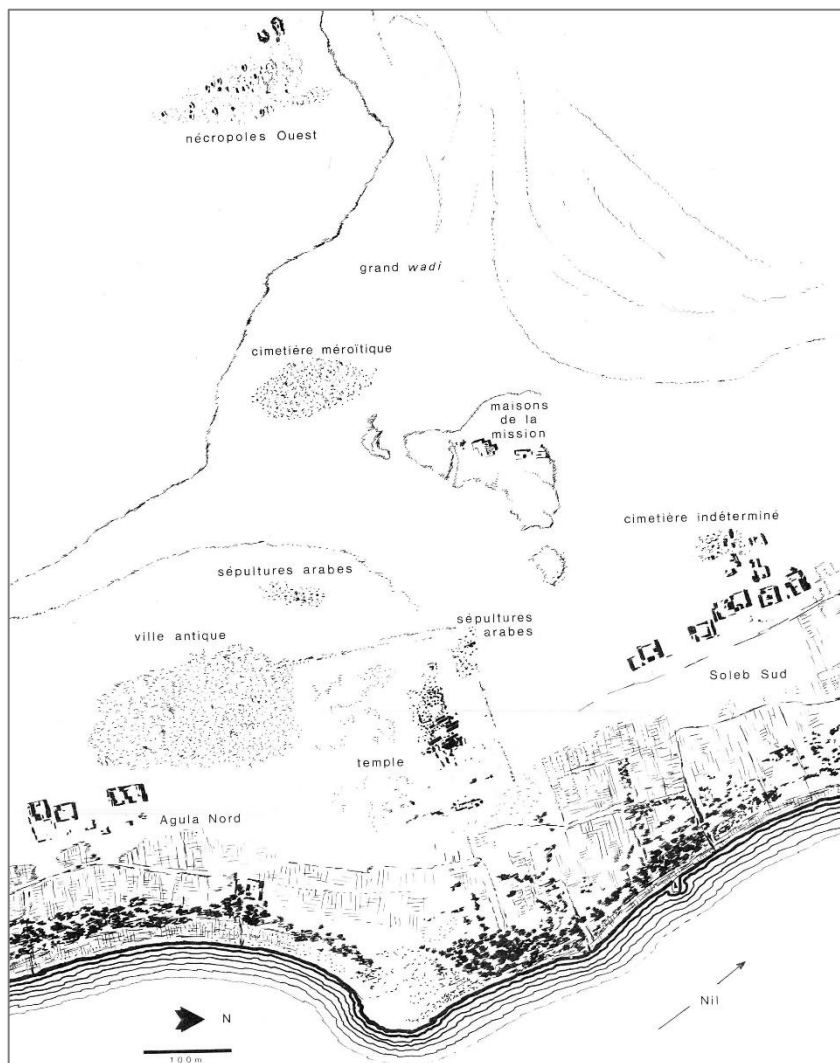 nécropoles Ouest
grand wadi
cimetière méroïtique
maisons
de la
mission
cimetière indéterminé
sépultures arabes
sépultures
arabes
ville antique
Soleb Sud
temple
Agula Nord
Nil
N
100m